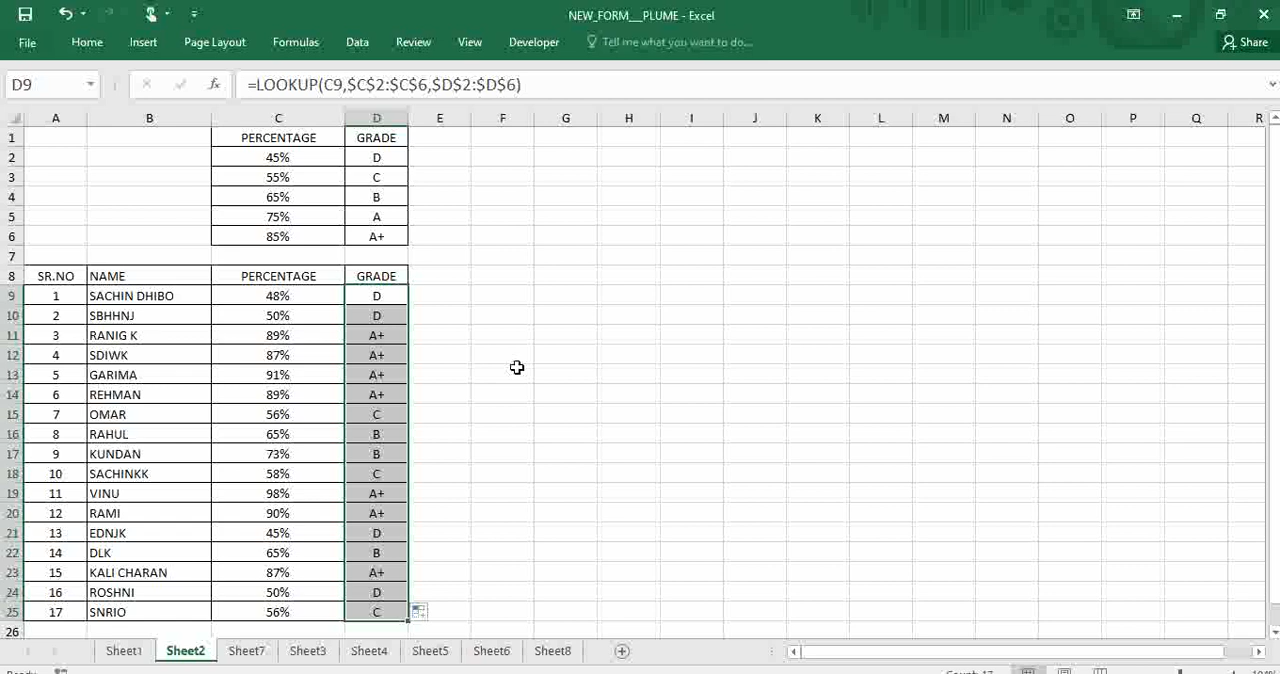 NEW_FORM__PLUME - Excel
File Home Insert Page Layout Formulas Data Review View Developer Tell me what you want to do... Share
D9 fx =LOOKUP(C9,$C$2:$C$6,$D$2:$D$6)
A B C D E F G H I J K L M N O P Q R
1 PERCENTAGE GRADE
2 45% D
3 55% C
4 65% B
5 75% A
6 85% A+
7
8 SR.NO NAME PERCENTAGE GRADE
9 1 SACHIN DHIBO 48% D
10 2 SBHHNJ 50% D
11 3 RANIG K 89% A+
12 4 SDIWK 87% A+
13 5 GARIMA 91% A+
14 6 REHMAN 89% A+
15 7 OMAR 56% C
16 8 RAHUL 65% B
17 9 KUNDAN 73% B
18 10 SACHINKK 58% C
19 11 VINU 98% A+
20 12 RAMI 90% A+
21 13 EDNJK 45% D
22 14 DLK 65% B
23 15 KALI CHARAN 87% A+
24 16 ROSHNI 50% D
25 17 SNRIO 56% C
26
Sheet1 Sheet2 Sheet7 Sheet3 Sheet4 Sheet5 Sheet6 Sheet8